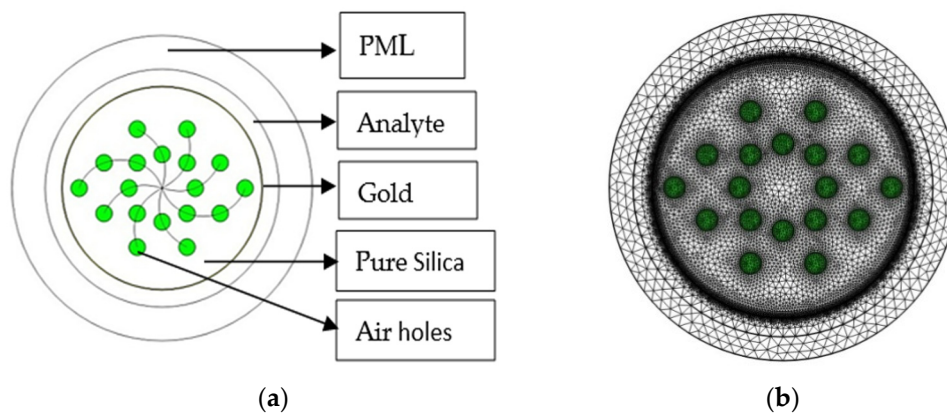 PML
Analyte
Gold
Pure Silica
Air holes
(a)
(b)